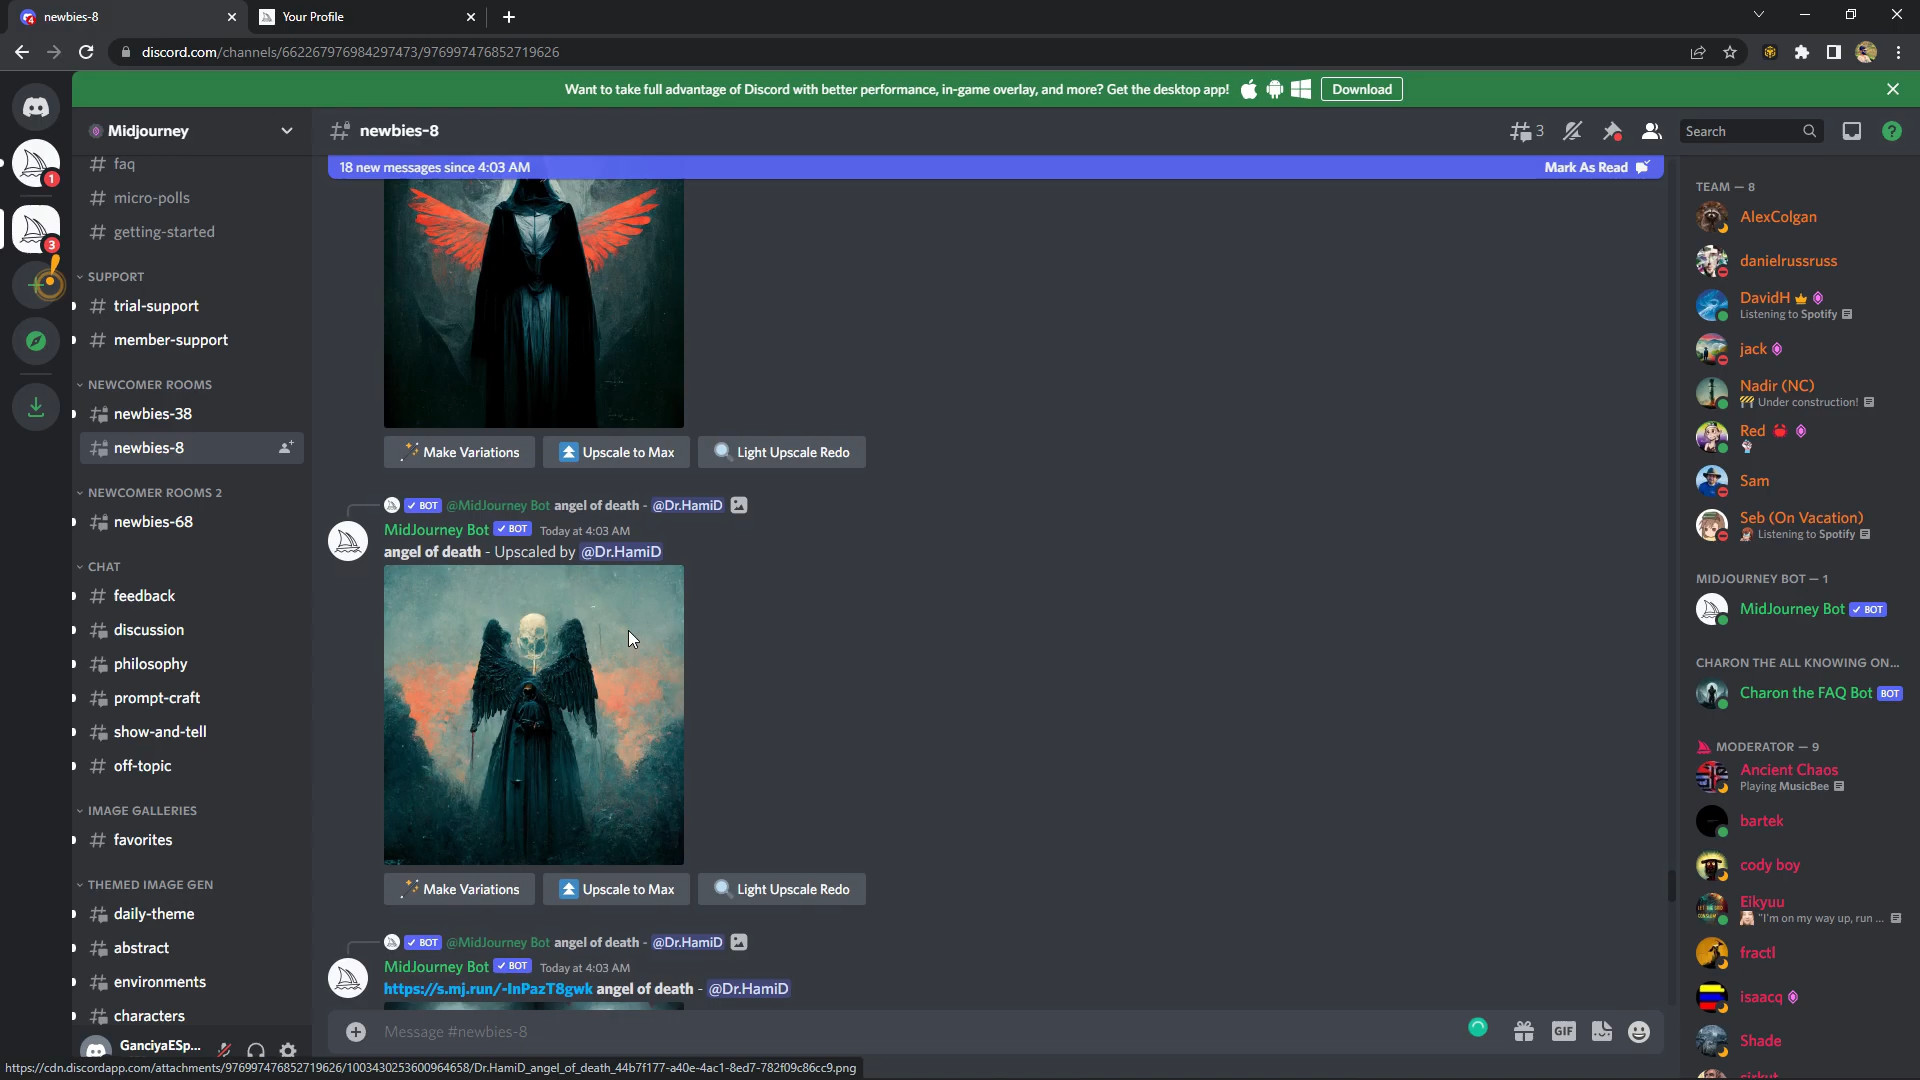 newbies-8
Your Profile
discord.com/channels/662267976984297473/976997476852719626
Want to take full advantage of Discord with better performance, in-game overlay, and more? Get the desktop app!
Download
Midjourney
newbies-8
3
Search
faq
micro-polls
getting-started
SUPPORT
trial-support
member-support
NEWCOMER ROOMS
newbies-38
newbies-8
NEWCOMER ROOMS 2
newbies-68
CHAT
feedback
discussion
philosophy
prompt-craft
show-and-tell
off-topic
IMAGE GALLERIES
favorites
THEMED IMAGE GEN
daily-theme
abstract
environments
characters
GanciyaESp...
1
3
18 new messages since 4:03 AM
Mark As Read
Make Variations
Upscale to Max
Light Upscale Redo
BOT @MidJourney Bot angel of death - @Dr.HamiD
MidJourney Bot BOT Today at 4:03 AM
angel of death - Upscaled by @Dr.HamiD
Make Variations
Upscale to Max
Light Upscale Redo
BOT @MidJourney Bot angel of death - @Dr.HamiD
MidJourney Bot BOT Today at 4:03 AM
https://s.mj.run/-InPazT8gwk angel of death - @Dr.HamiD
Message #newbies-8
GIF
TEAM — 8
AlexColgan
danielrussruss
DavidH
Listening to Spotify
jack
Nadir (NC)
Under construction!
Red
Sam
Seb (On Vacation)
Listening to Spotify
MIDJOURNEY BOT — 1
MidJourney Bot BOT
CHARON THE ALL KNOWING ON...
Charon the FAQ Bot BOT
MODERATOR — 9
Ancient Chaos
Playing MusicBee
bartek
cody boy
Eikyuu
"I'm on my way up, run ...
fractl
isaacq
Shade
https://cdn.discordapp.com/attachments/976997476852719626/1003430253600964658/Dr.HamiD_angel_of_death_44b7f177-a40e-4ac1-8ed7-782f09c86cc9.png